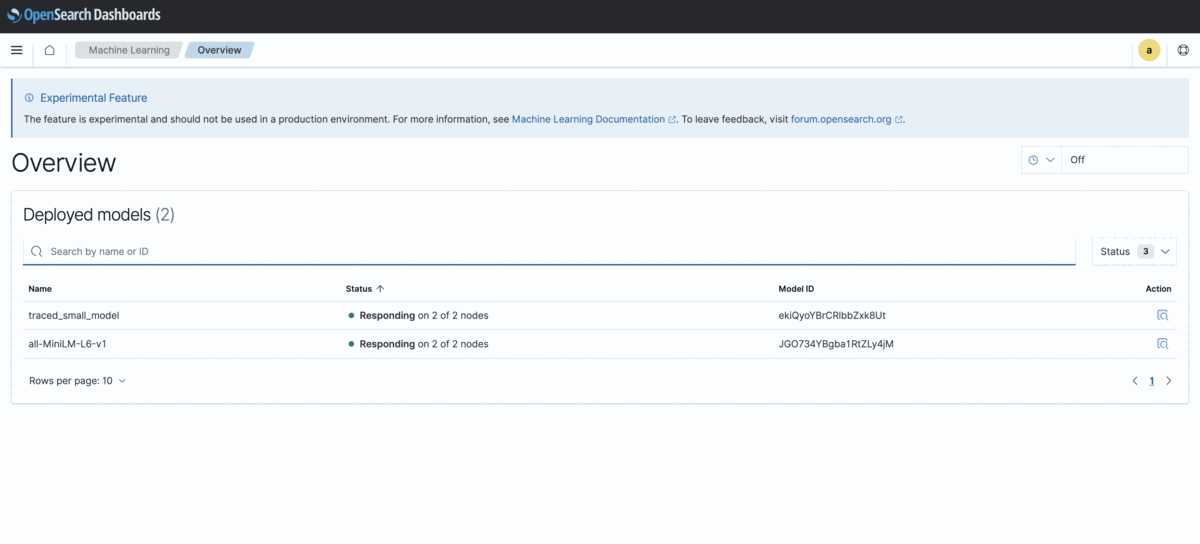 OpenSearch Dashboards
Machine Learning Overview a
Experimental Feature
The feature is experimental and should not be used in a production environment. For more information, see Machine Learning Documentation. To leave feedback, visit forum.opensearch.org.
Overview Off
Deployed models (2)
Search by name or ID Status 3
Name Status Model ID Action
traced_small_model Responding on 2 of 2 nodes ekiQyoYBrCRlbbZxk8Ut
all-MiniLM-L6-v1 Responding on 2 of 2 nodes JGO734YBgba1RtZLy4jM
Rows per page: 10 1